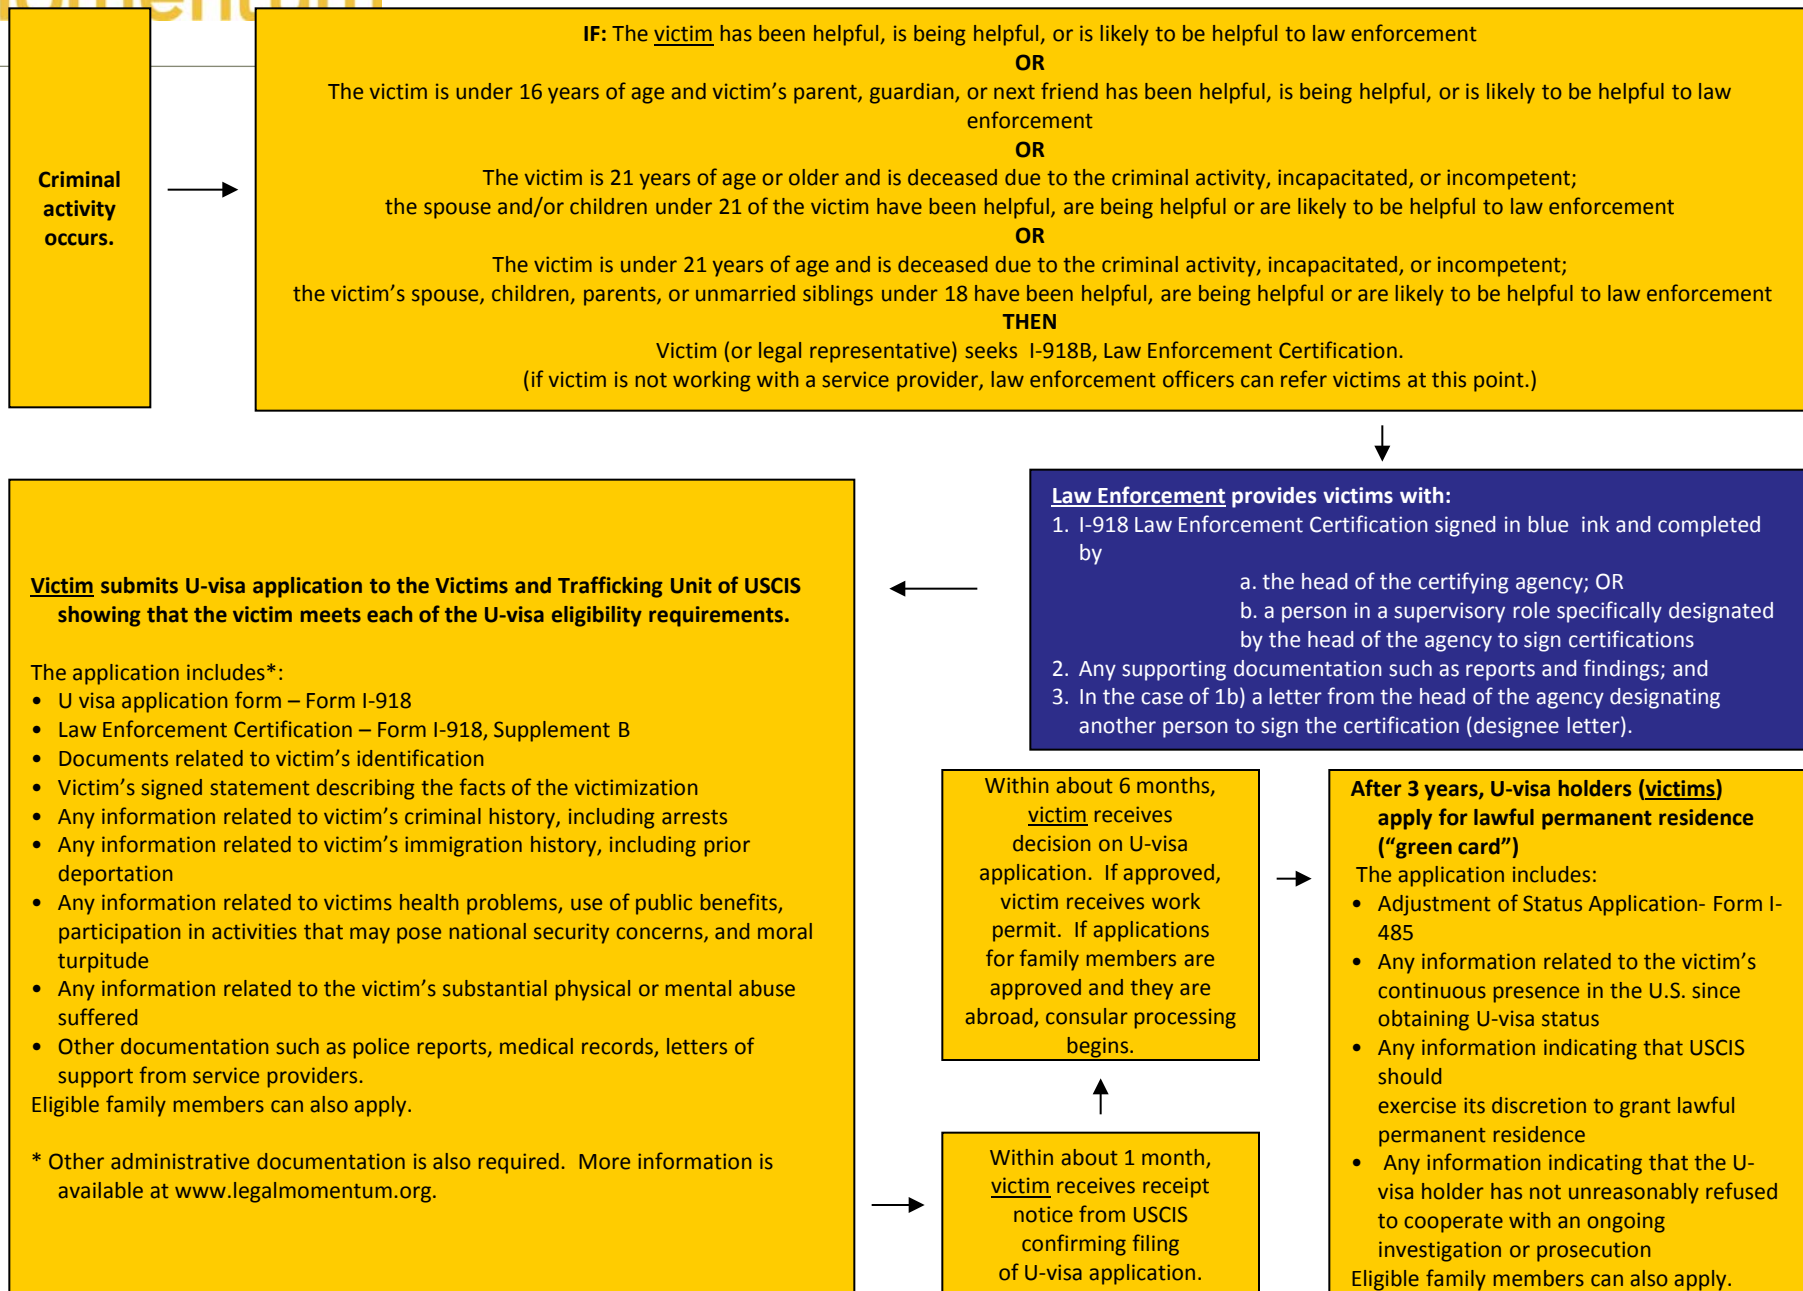 momentum
IF: The victim has been helpful, is being helpful, or is likely to be helpful to law enforcement
OR
The victim is under 16 years of age and victim's parent, guardian, or next friend has been helpful, is being helpful, or is likely to be helpful to law
enforcement
OR
The victim is 21 years of age or older and is deceased due to the criminal activity, incapacitated, or incompetent;
the spouse and/or children under 21 of the victim have been helpful, are being helpful or are likely to be helpful to law enforcement
OR
The victim is under 21 years of age and is deceased due to the criminal activity, incapacitated, or incompetent;
the victim's spouse, children, parents, or unmarried siblings under 18 have been helpful, are being helpful or are likely to be helpful to law enforcement
THEN
Victim (or legal representative) seeks I-918B, Law Enforcement Certification.
(if victim is not working with a service provider, law enforcement officers can refer victims at this point.)
Criminal
activity
occurs.
Law Enforcement provides victims with:
1. I-918 Law Enforcement Certification signed in blue ink and completed
by
a. the head of the certifying agency; OR
b. a person in a supervisory role specifically designated
by the head of the agency to sign certifications
2. Any supporting documentation such as reports and findings; and
3. In the case of 1b) a letter from the head of the agency designating
another person to sign the certification (designee letter).
Victim submits U-visa application to the Victims and Trafficking Unit of USCIS
showing that the victim meets each of the U-visa eligibility requirements.
The application includes*:
• U visa application form – Form I-918
• Law Enforcement Certification – Form I-918, Supplement B
• Documents related to victim's identification
• Victim's signed statement describing the facts of the victimization
• Any information related to victim's criminal history, including arrests
• Any information related to victim's immigration history, including prior
deportation
• Any information related to victims health problems, use of public benefits,
participation in activities that may pose national security concerns, and moral
turpitude
• Any information related to the victim's substantial physical or mental abuse
suffered
• Other documentation such as police reports, medical records, letters of
support from service providers.
Eligible family members can also apply.
* Other administrative documentation is also required. More information is
available at www.legalmomentum.org.
Within about 1 month,
victim receives receipt
notice from USCIS
confirming filing
of U-visa application.
Within about 6 months,
victim receives
decision on U-visa
application. If approved,
victim receives work
permit. If applications
for family members are
approved and they are
abroad, consular processing
begins.
After 3 years, U-visa holders (victims)
apply for lawful permanent residence
(“green card”)
The application includes:
• Adjustment of Status Application- Form I-
485
• Any information related to the victim's
continuous presence in the U.S. since
obtaining U-visa status
• Any information indicating that USCIS
should
exercise its discretion to grant lawful
permanent residence
• Any information indicating that the U-
visa holder has not unreasonably refused
to cooperate with an ongoing
investigation or prosecution
Eligible family members can also apply.